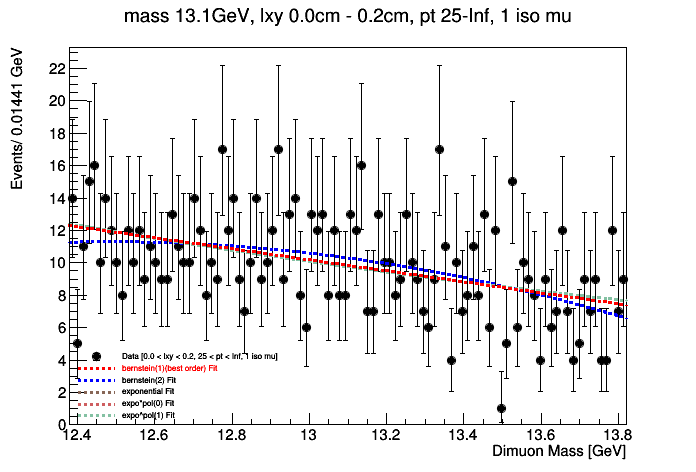 mass 13.1GeV, lxy 0.0cm - 0.2cm, pt 25-Inf, 1 iso mu
Events/ 0.01441 GeV
22
20
18
16
14
12
10
8
6
4
2
0
Data [0.0 < lxy < 0.2, 25 < pt < Inf, 1 iso mu]
bernstein(1)(best order) Fit
bernstein(2) Fit
exponential Fit
expo*pol(0) Fit
expo*pol(1) Fit
12.4 12.6 12.8 13 13.2 13.4 13.6 13.8
Dimuon Mass [GeV]